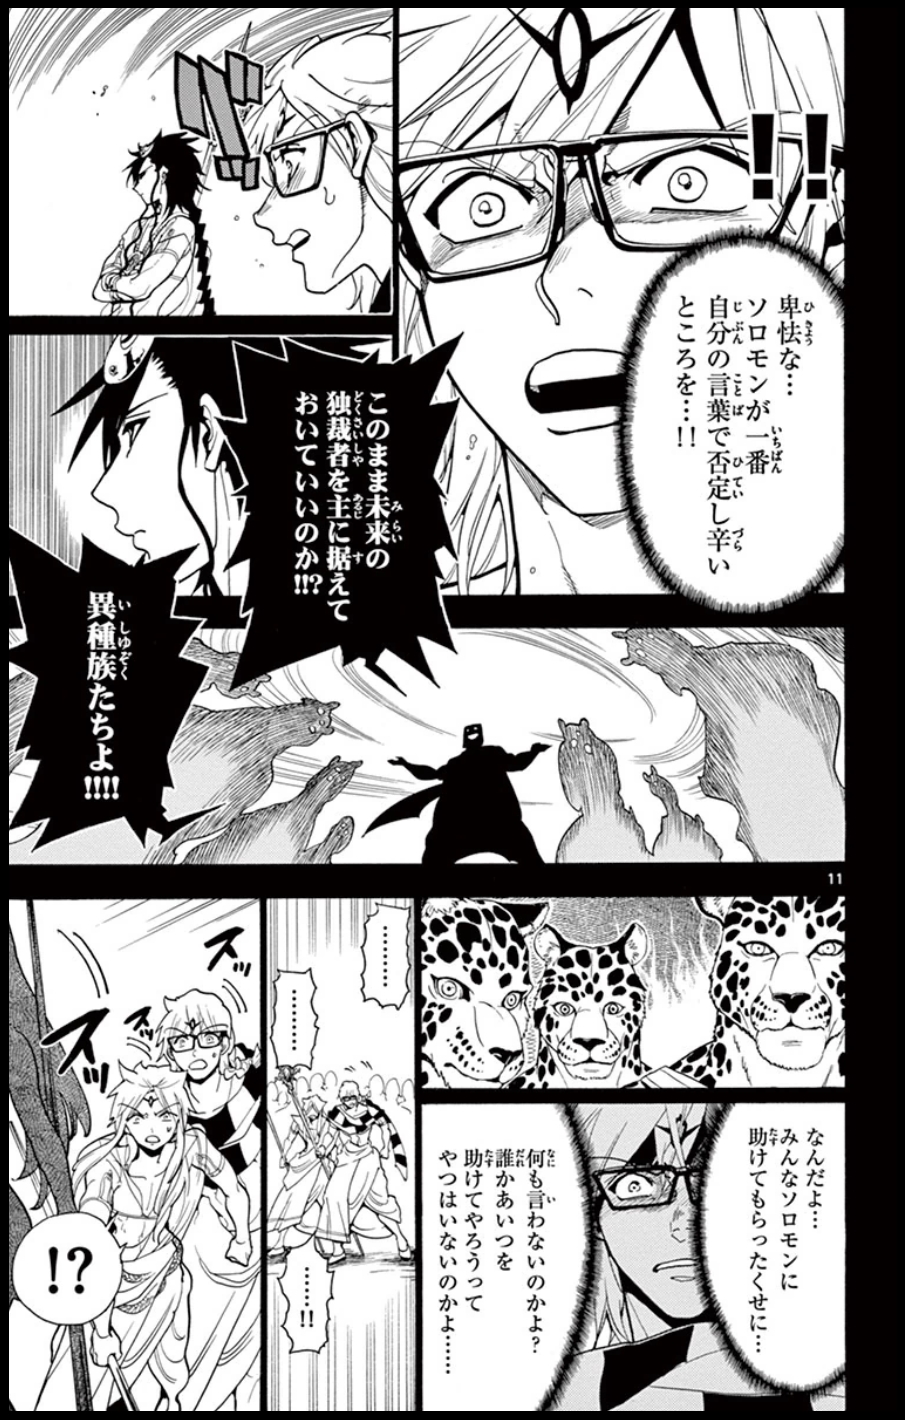 !!
卑怯な…
ソロモンが一番
自分の言葉で否定し辛い
ところを…!!
バッ
このまま未来の
独裁者を主に据えて
おいていいのか!!?
異種族たちよ!!!!
11
なんだよ…
みんなソロモンに
助けてもらったくせに…
何も言わないのかよ?
誰かあいつを
助けてやろうって
やつはいないのかよ……
………
………
……!!
スッ
スッ
スッ
!?